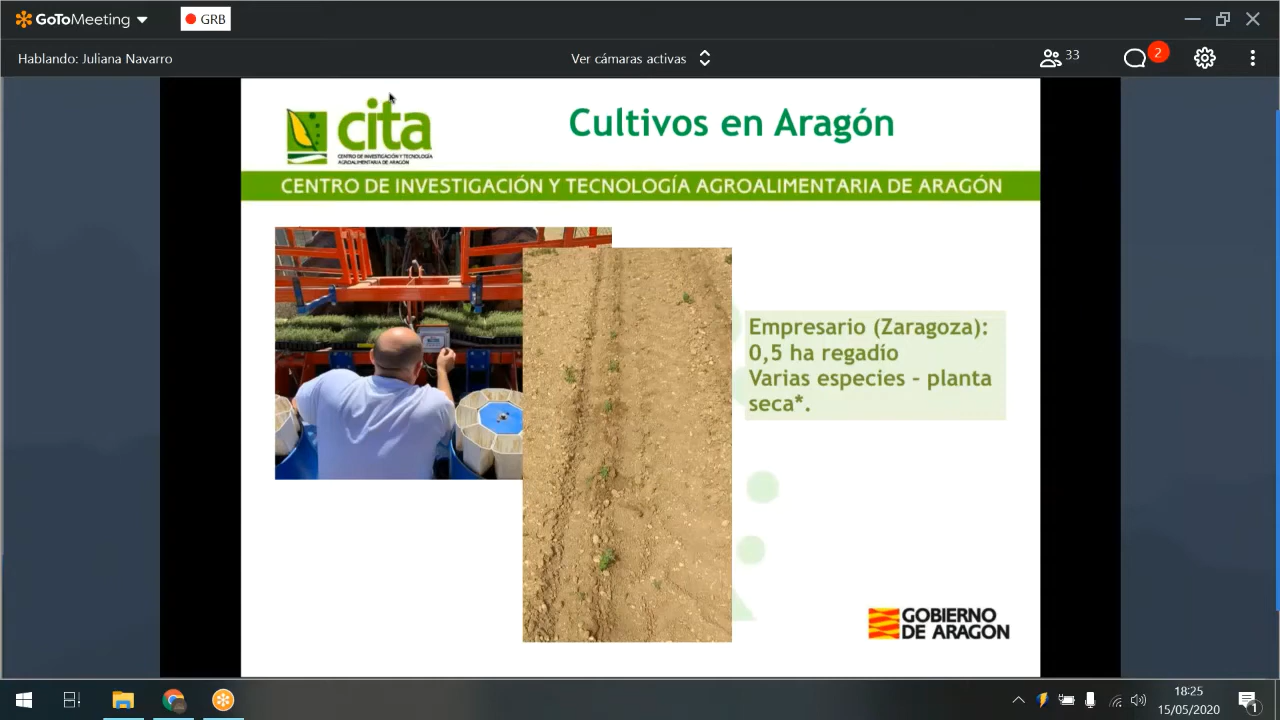 GoToMeeting
GRB
Hablando: Juliana Navarro
Ver cámaras activas
33
2
cita
CENTRO DE INVESTIGACIÓN Y TECNOLOGÍA
AGROALIMENTARIA DE ARAGÓN
Cultivos en Aragón
CENTRO DE INVESTIGACIÓN Y TECNOLOGÍA AGROALIMENTARIA DE ARAGÓN
Empresario (Zaragoza):
0,5 ha regadío
Varias especies - planta
seca*.
GOBIERNO
DE ARAGON
18:25
15/05/2020
1